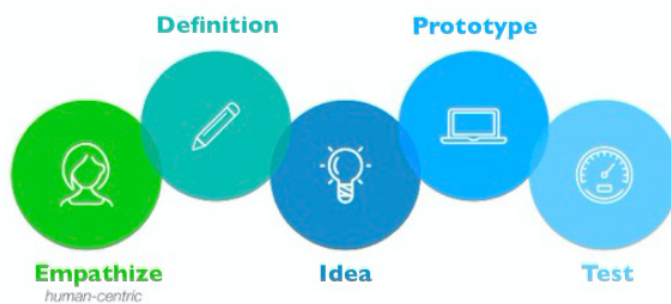 Definition
Prototype
Empathize
human-centric
Idea
Test